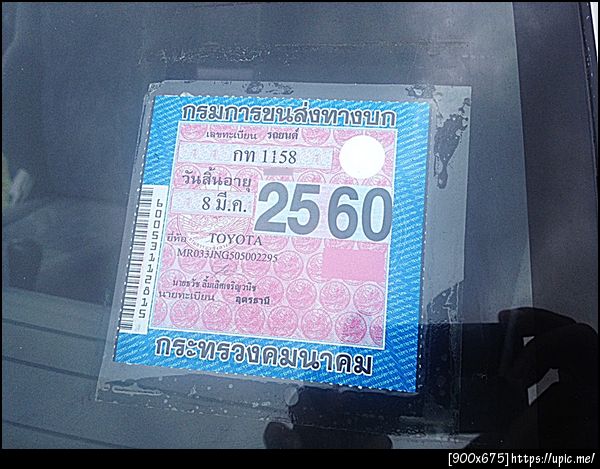 กรมการขนส่งทางบก
เลขทะเบียน รถยนต์
กท 1158
วันสิ้นอายุ
8 มี.ค. 2560
ยี่ห้อ TOYOTA
MR033JNG505002295
นายทะเบียน อุดรธานี
กระทรวงคมนาคม
6005311281S
[900x675]https://upic.me/